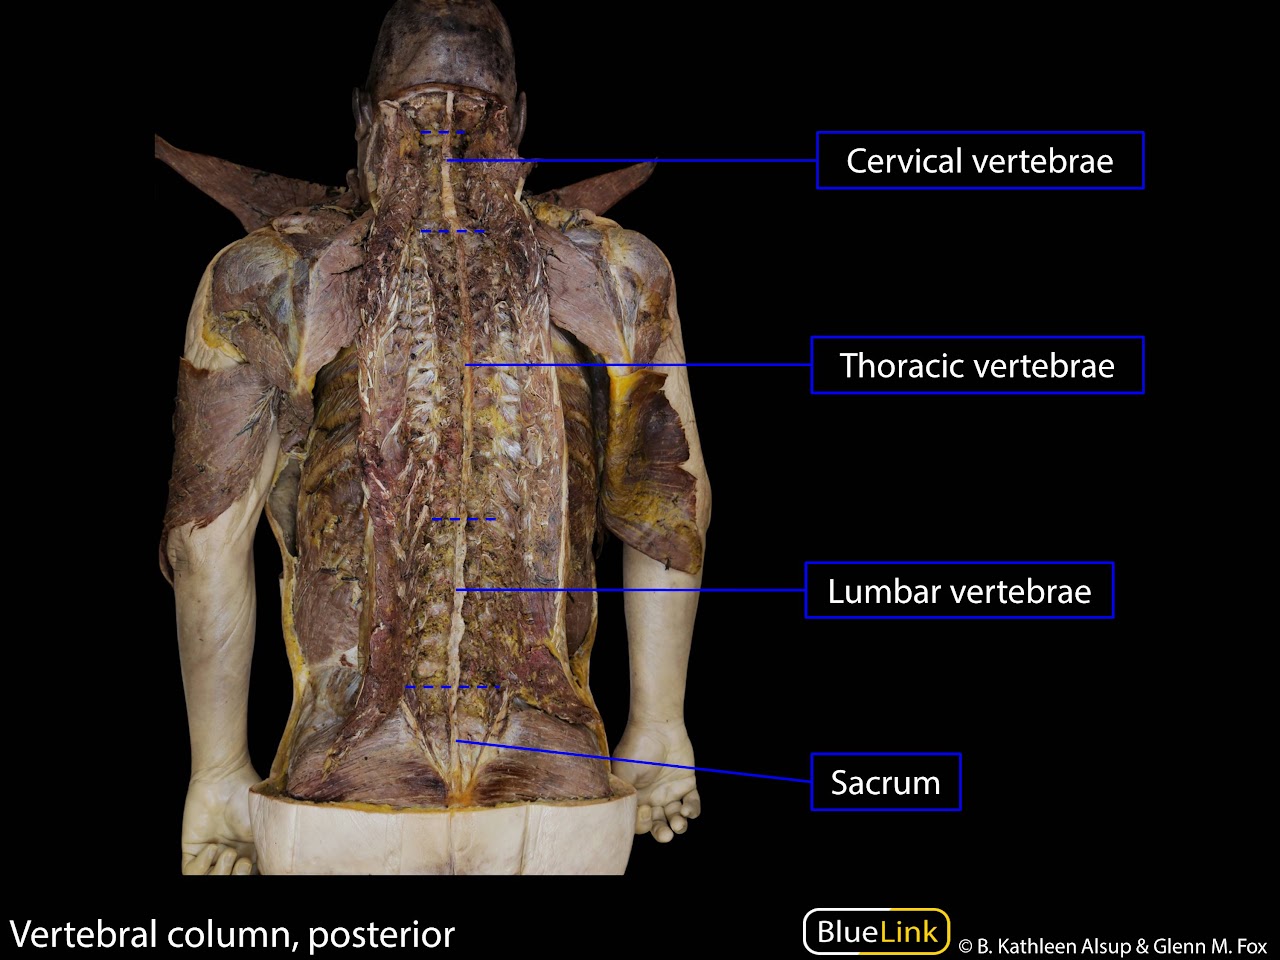 Cervical vertebrae
Thoracic vertebrae
Lumbar vertebrae
Sacrum
Vertebral column, posterior
BlueLink
© B. Kathleen Alsup & Glenn M. Fox